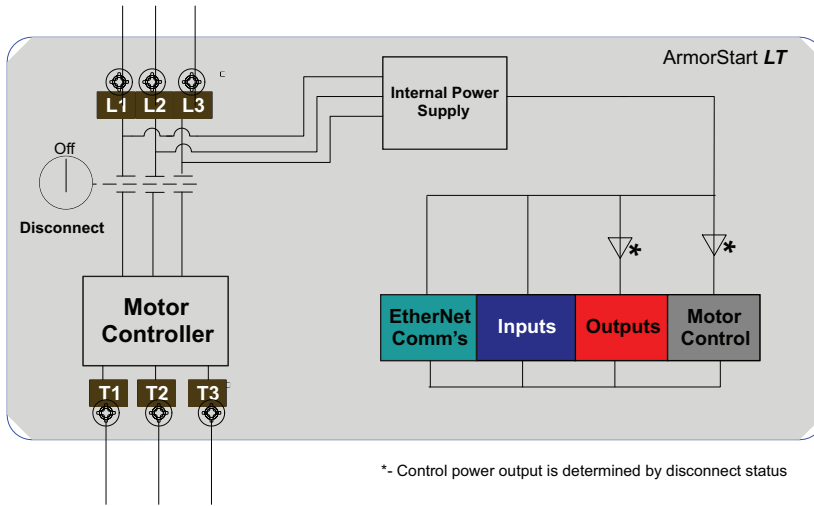 ArmorStart LT
L1 L2 L3
Internal Power
Supply
Off
Disconnect
*
*
Motor
Controller
EtherNet
Comm's
Inputs
Outputs
Motor
Control
T1 T2 T3
*- Control power output is determined by disconnect status